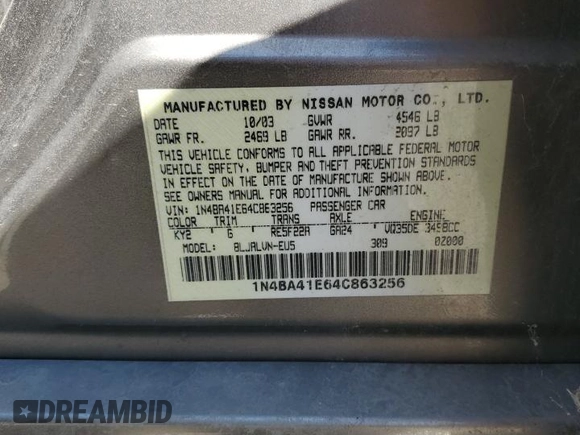 MANUFACTURED BY NISSAN MOTOR CO., LTD.
DATE 10/03 GVWR 4546 LB
GAWR FR. 2469 LB GAWR RR. 2097 LB
THIS VEHICLE CONFORMS TO ALL APPLICABLE FEDERAL MOTOR
VEHICLE SAFETY, BUMPER AND THEFT PREVENTION STANDARDS
IN EFFECT ON THE DATE OF MANUFACTURE SHOWN ABOVE.
SEE OWNERS MANUAL FOR ADDITIONAL INFORMATION.
VIN: 1N4BA41E64C863256 PASSENGER CAR
COLOR TRIM TRANS AXLE ENGINE
KY2 G RE5F22A GA24 VQ35DE 3498CC
MODEL: BLJALVN-EU5 309 02000
1N4BA41E64C863256
DREAMBID